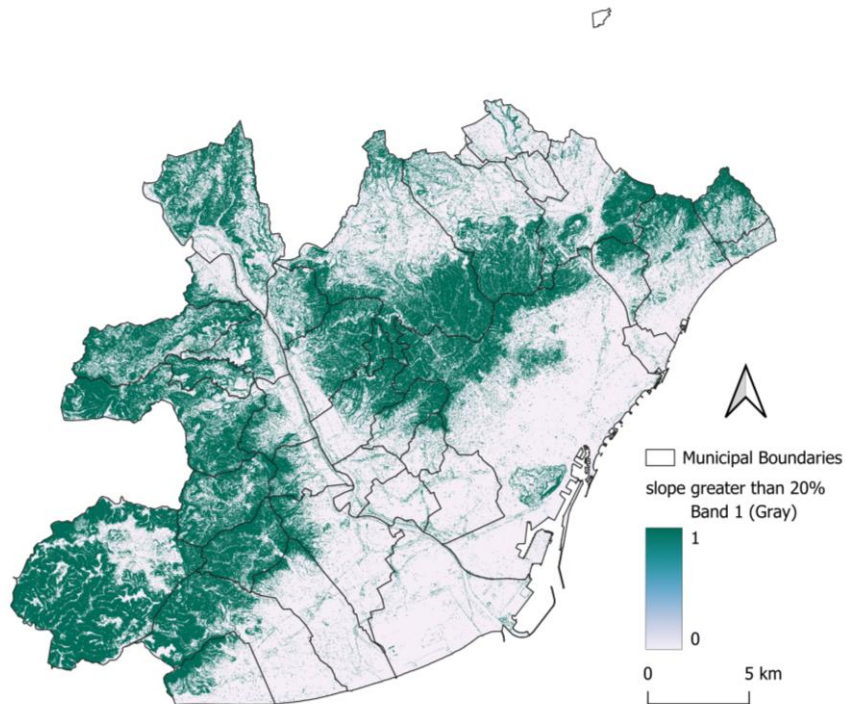 Municipal Boundaries
slope greater than 20%
Band 1 (Gray)
1
0
0 5 km